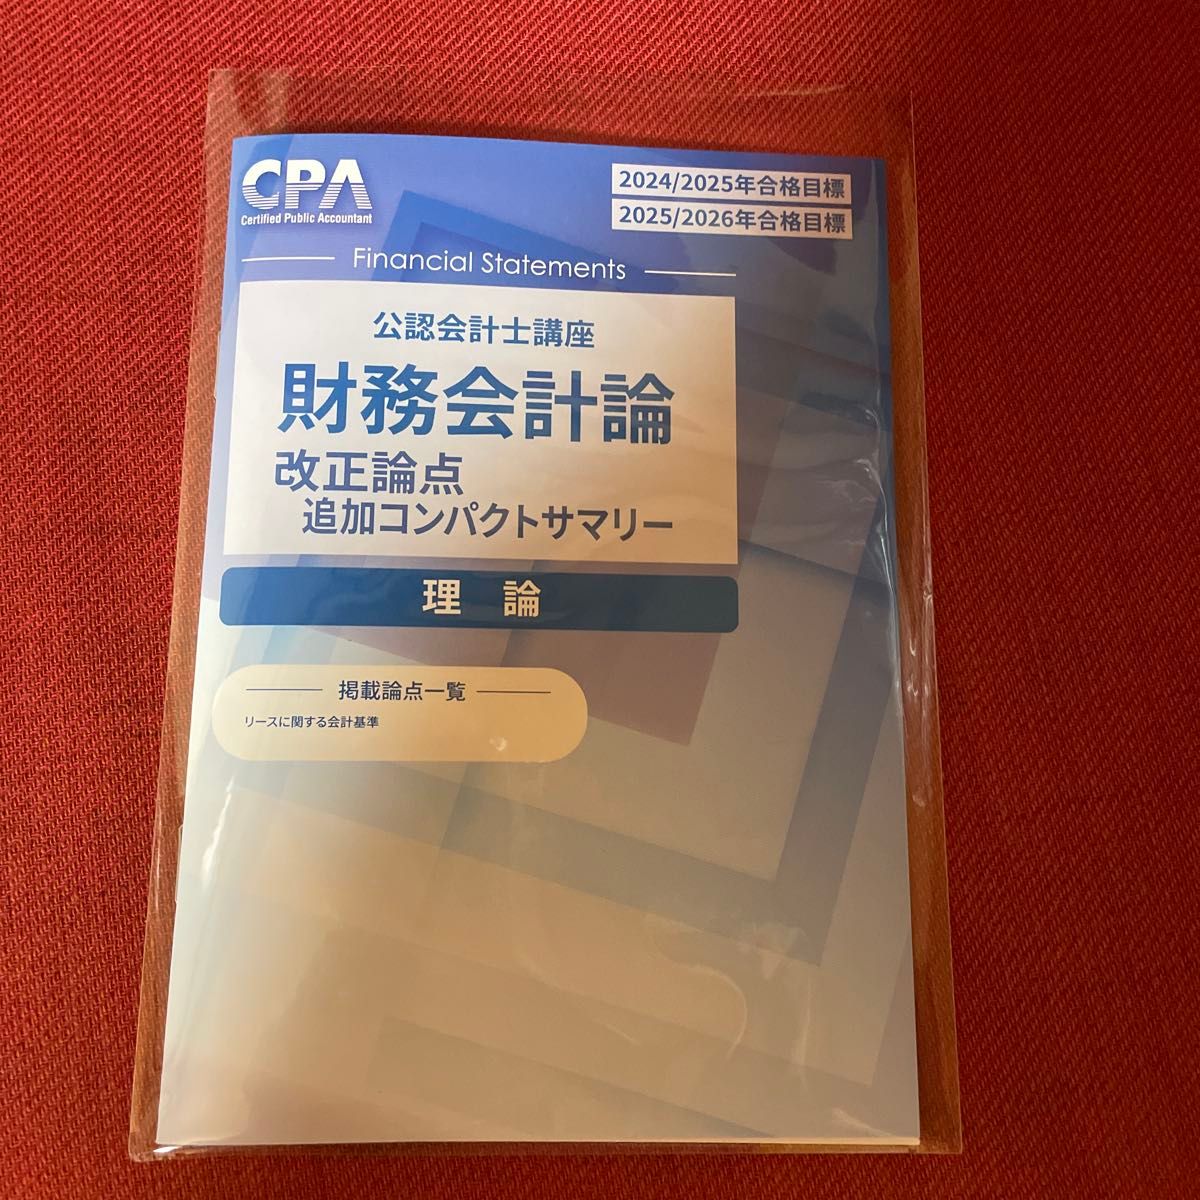 CPA
Certified Public Accountant
2024/2025年合格目標
2025/2026年合格目標
Financial Statements
公認会計士講座
財務会計論
改正論点
追加コンパクトサマリー
理 論
掲載論点一覧
リースに関する会計基準